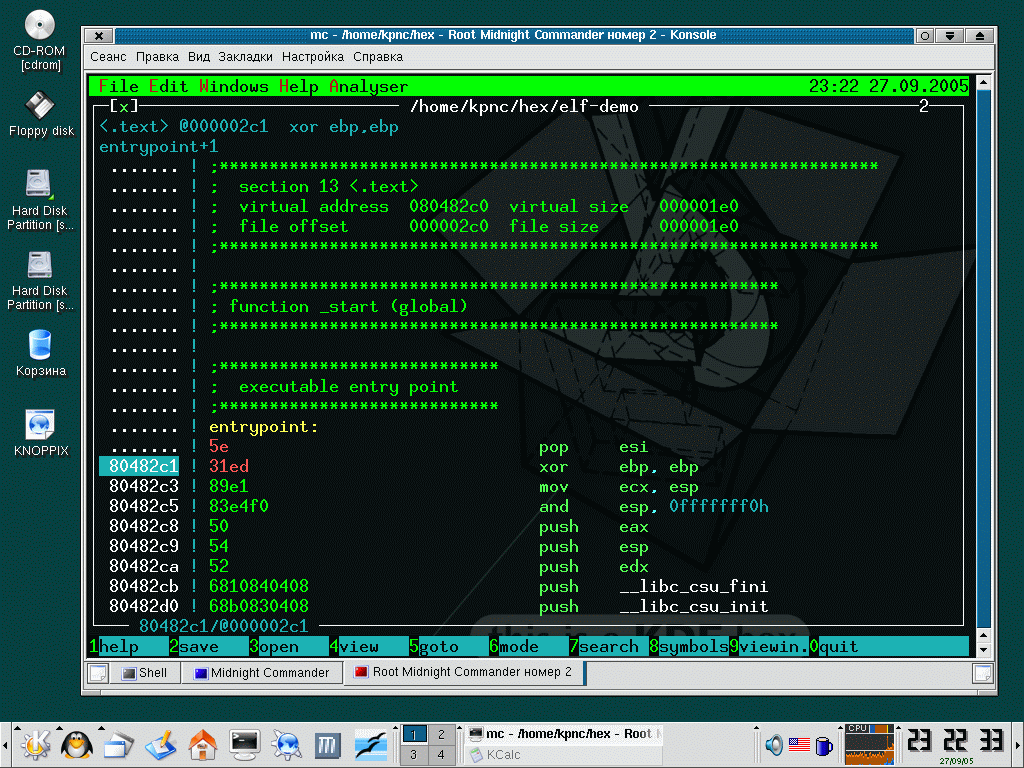 CD-ROM
[cdrom]
Floppy disk
Hard Disk
Partition [s...
Hard Disk
Partition [s...
Корзина
KNOPPIX
mc - /home/kpnc/hex - Root Midnight Commander номер 2 - Konsole
Сеанс Правка Вид Закладки Настройка Справка
File Edit Windows Help Analyser 23:22 27.09.2005
[x] /home/kpnc/hex/elf-demo 2
<.text> @000002c1 xor ebp,ebp
entrypoint+1
....... ! ;******************************************************************
....... ! ; section 13 <.text>
....... ! ; virtual address 080482c0 virtual size 000001e0
....... ! ; file offset 000002c0 file size 000001e0
....... ! ;******************************************************************
....... !
....... ! ;********************************************************
....... ! ; function _start (global)
....... ! ;********************************************************
....... !
....... ! ;****************************
....... ! ; executable entry point
....... ! ;****************************
....... ! entrypoint:
....... ! 5e pop esi
80482c1 ! 31ed xor ebp, ebp
80482c3 ! 89e1 mov ecx, esp
80482c5 ! 83e4f0 and esp, 0fffffff0h
80482c8 ! 50 push eax
80482c9 ! 54 push esp
80482ca ! 52 push edx
80482cb ! 6810840408 push __libc_csu_fini
80482d0 ! 68b0830408 push __libc_csu_init
80482c1/@000002c1
this is a KDE box
1help 2save 3open 4view 5goto 6mode 7search 8symbols9viewin.0quit
Shell Midnight Commander Root Midnight Commander номер 2
1 2 mc - /home/kpnc/hex - Root M
3 4 KCalc
CPU
23 22 33
27/09/05